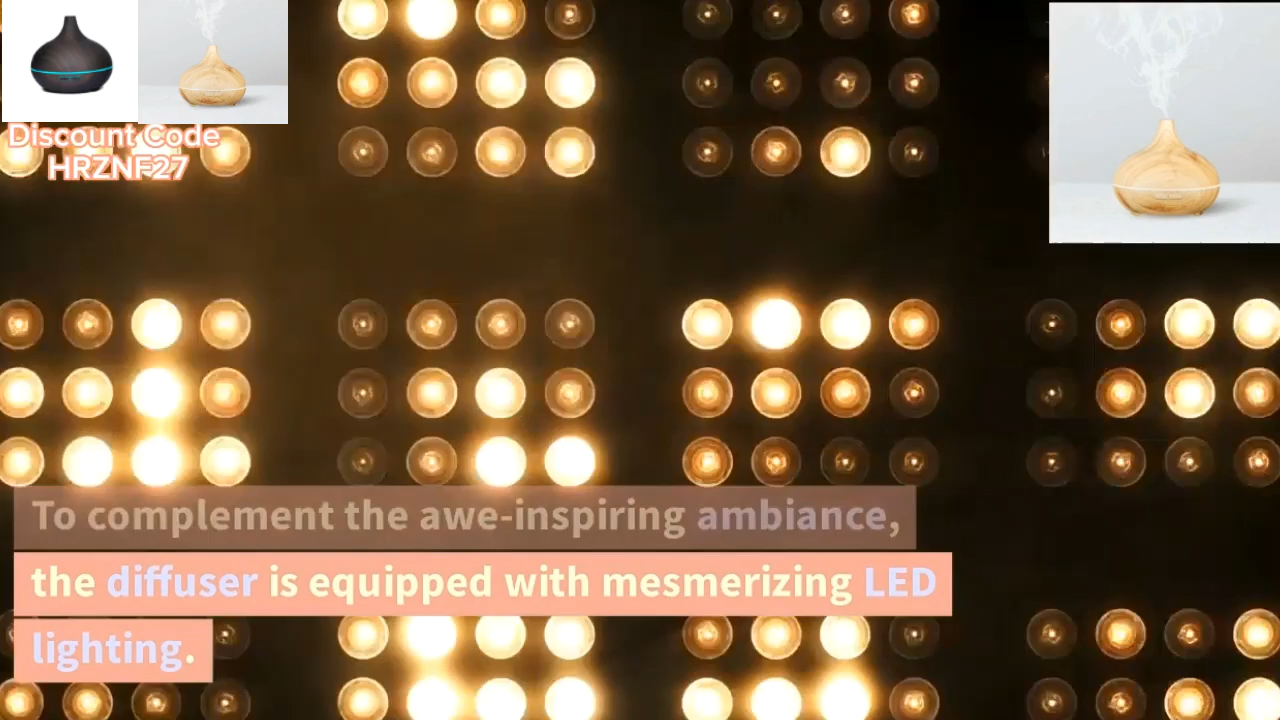 Discount Code
HRZNF27
To complement the awe-inspiring ambiance,
the diffuser is equipped with mesmerizing LED
lighting.